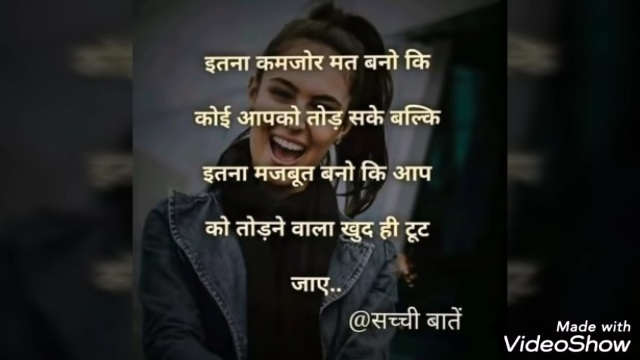 इतना कमजोर मत बनो कि
कोई आपको तोड़ सके बल्कि
इतना मजबूत बनो कि आप
को तोड़ने वाला खुद ही टूट
जाए..
@सच्ची बातें
Made with
VideoShow